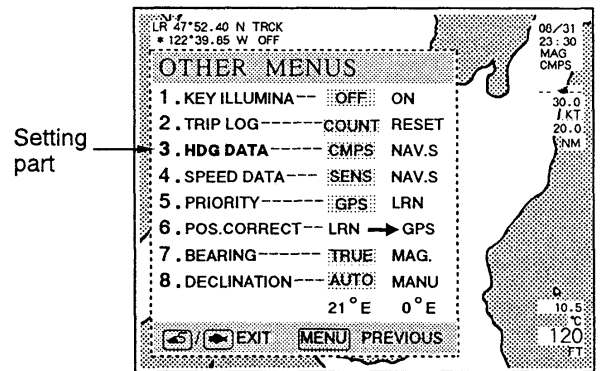 LR 47°52.40 N TRCK
* 122°39.85 W OFF
08/31
23:30
MAG
CMPS
OTHER MENUS
1.KEY ILLUMINA-- OFF ON
2.TRIP LOG------COUNT RESET
3.HDG DATA------ CMPS NAV.S
4.SPEED DATA---- SENS NAV.S
5.PRIORITY------ GPS LRN
6.POS.CORRECT-- LRN → GPS
7.BEARING------ TRUE MAG.
8.DECLINATION--- AUTO MANU
21°E 0°E
EXIT MENU PREVIOUS
Setting
part
30.0
KT
20.0
NM
10.5
°C
120
FT